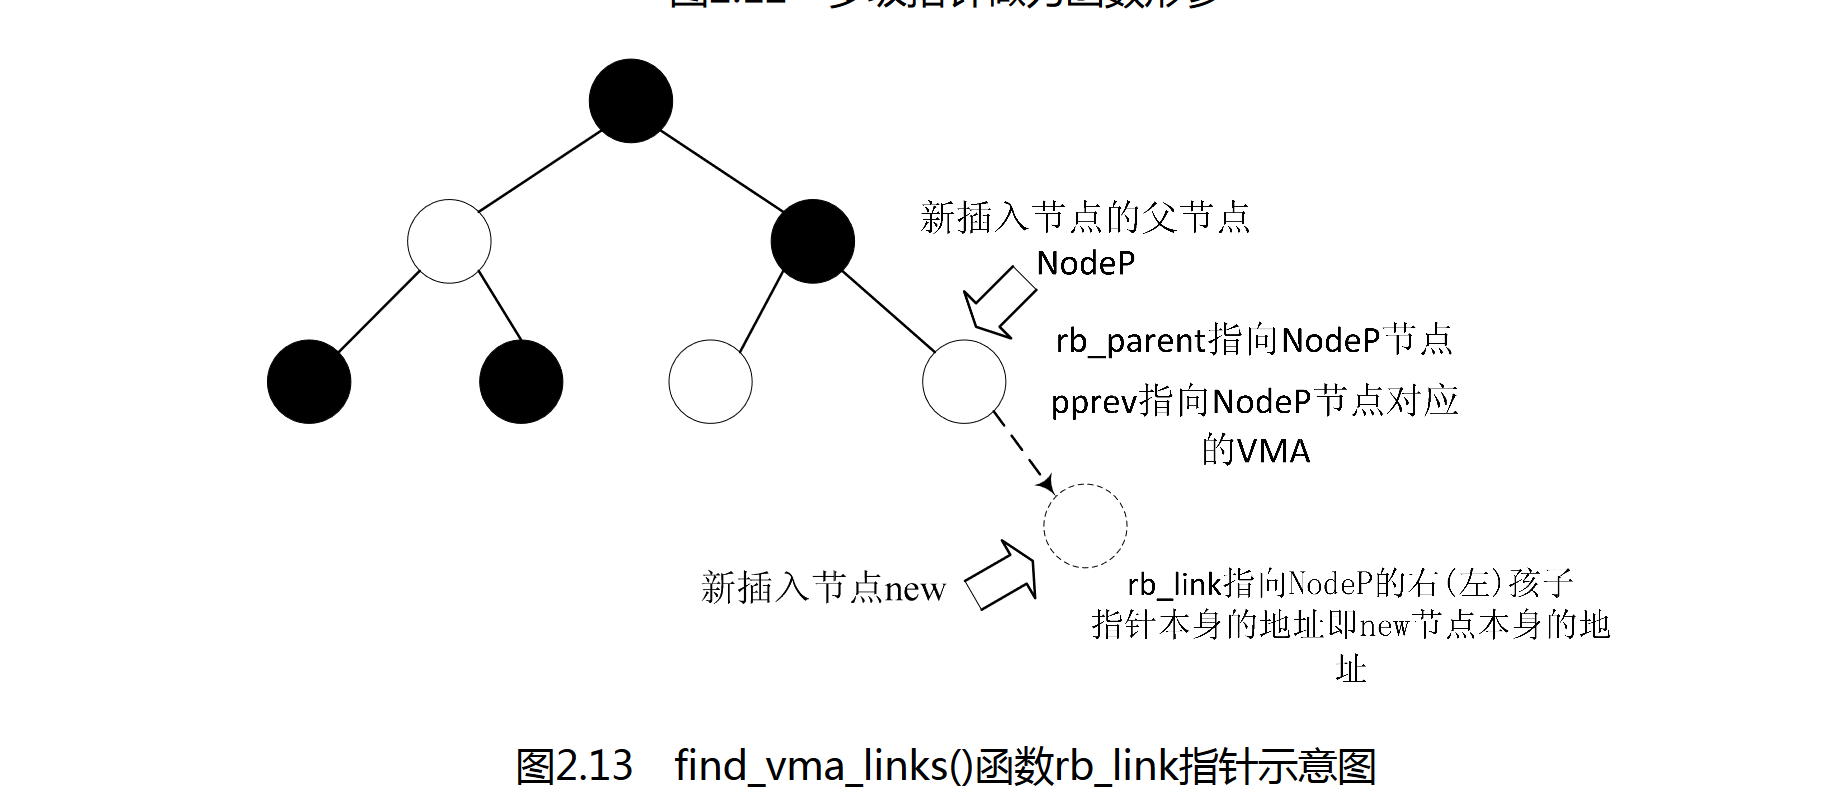 新插入节点的父节点
NodeP
rb_parent指向NodeP节点
pprev指向NodeP节点对应
的VMA
新插入节点new
rb_link指向NodeP的右(左)孩子
指针本身的地址即new节点本身的地
址
图2.13 find_vma_links()函数rb_link指针示意图